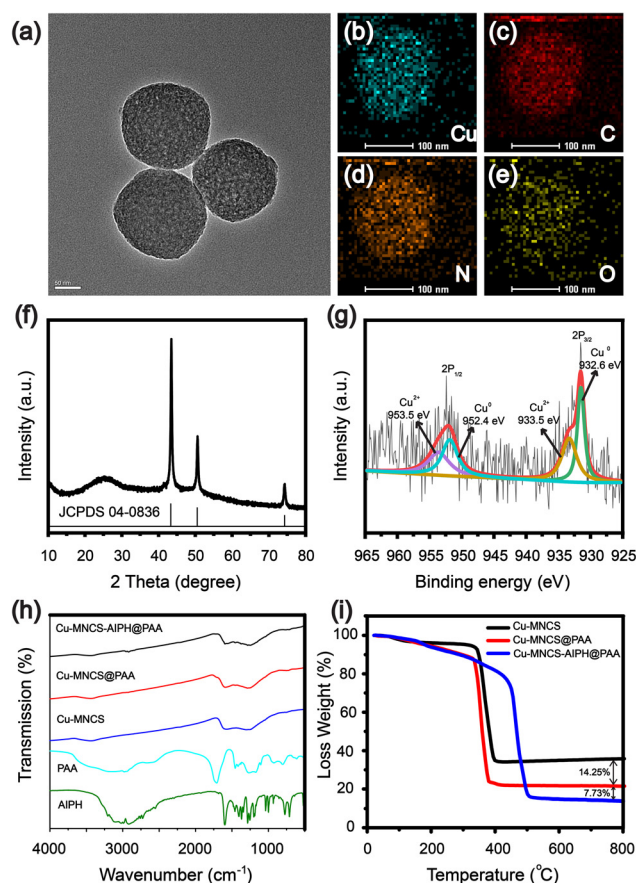 (a)
50 nm
(b)
100 nm
Cu
(c)
100 nm
C
(d)
100 nm
N
(e)
100 nm
O
(f)
Intensity (a.u.)
JCPDS 04-0836
10 20 30 40 50 60 70 80
2 Theta (degree)
(g)
Intensity (a.u.)
2P1/2
Cu2+
953.5 eV
Cu0
952.4 eV
2P3/2
Cu 0
932.6 eV
Cu2+
933.5 eV
965 960 955 950 945 940 935 930 925
Binding energy (eV)
(h)
Transmission (%)
Cu-MNCS-AIPH@PAA
Cu-MNCS@PAA
Cu-MNCS
PAA
AIPH
4000 3000 2000 1000
Wavenumber (cm-1)
(i)
Loss Weight (%)
100
80
60
40
20
0
Cu-MNCS
Cu-MNCS@PAA
Cu-MNCS-AIPH@PAA
14.25%
7.73%
0 200 400 600 800
Temperature (°C)